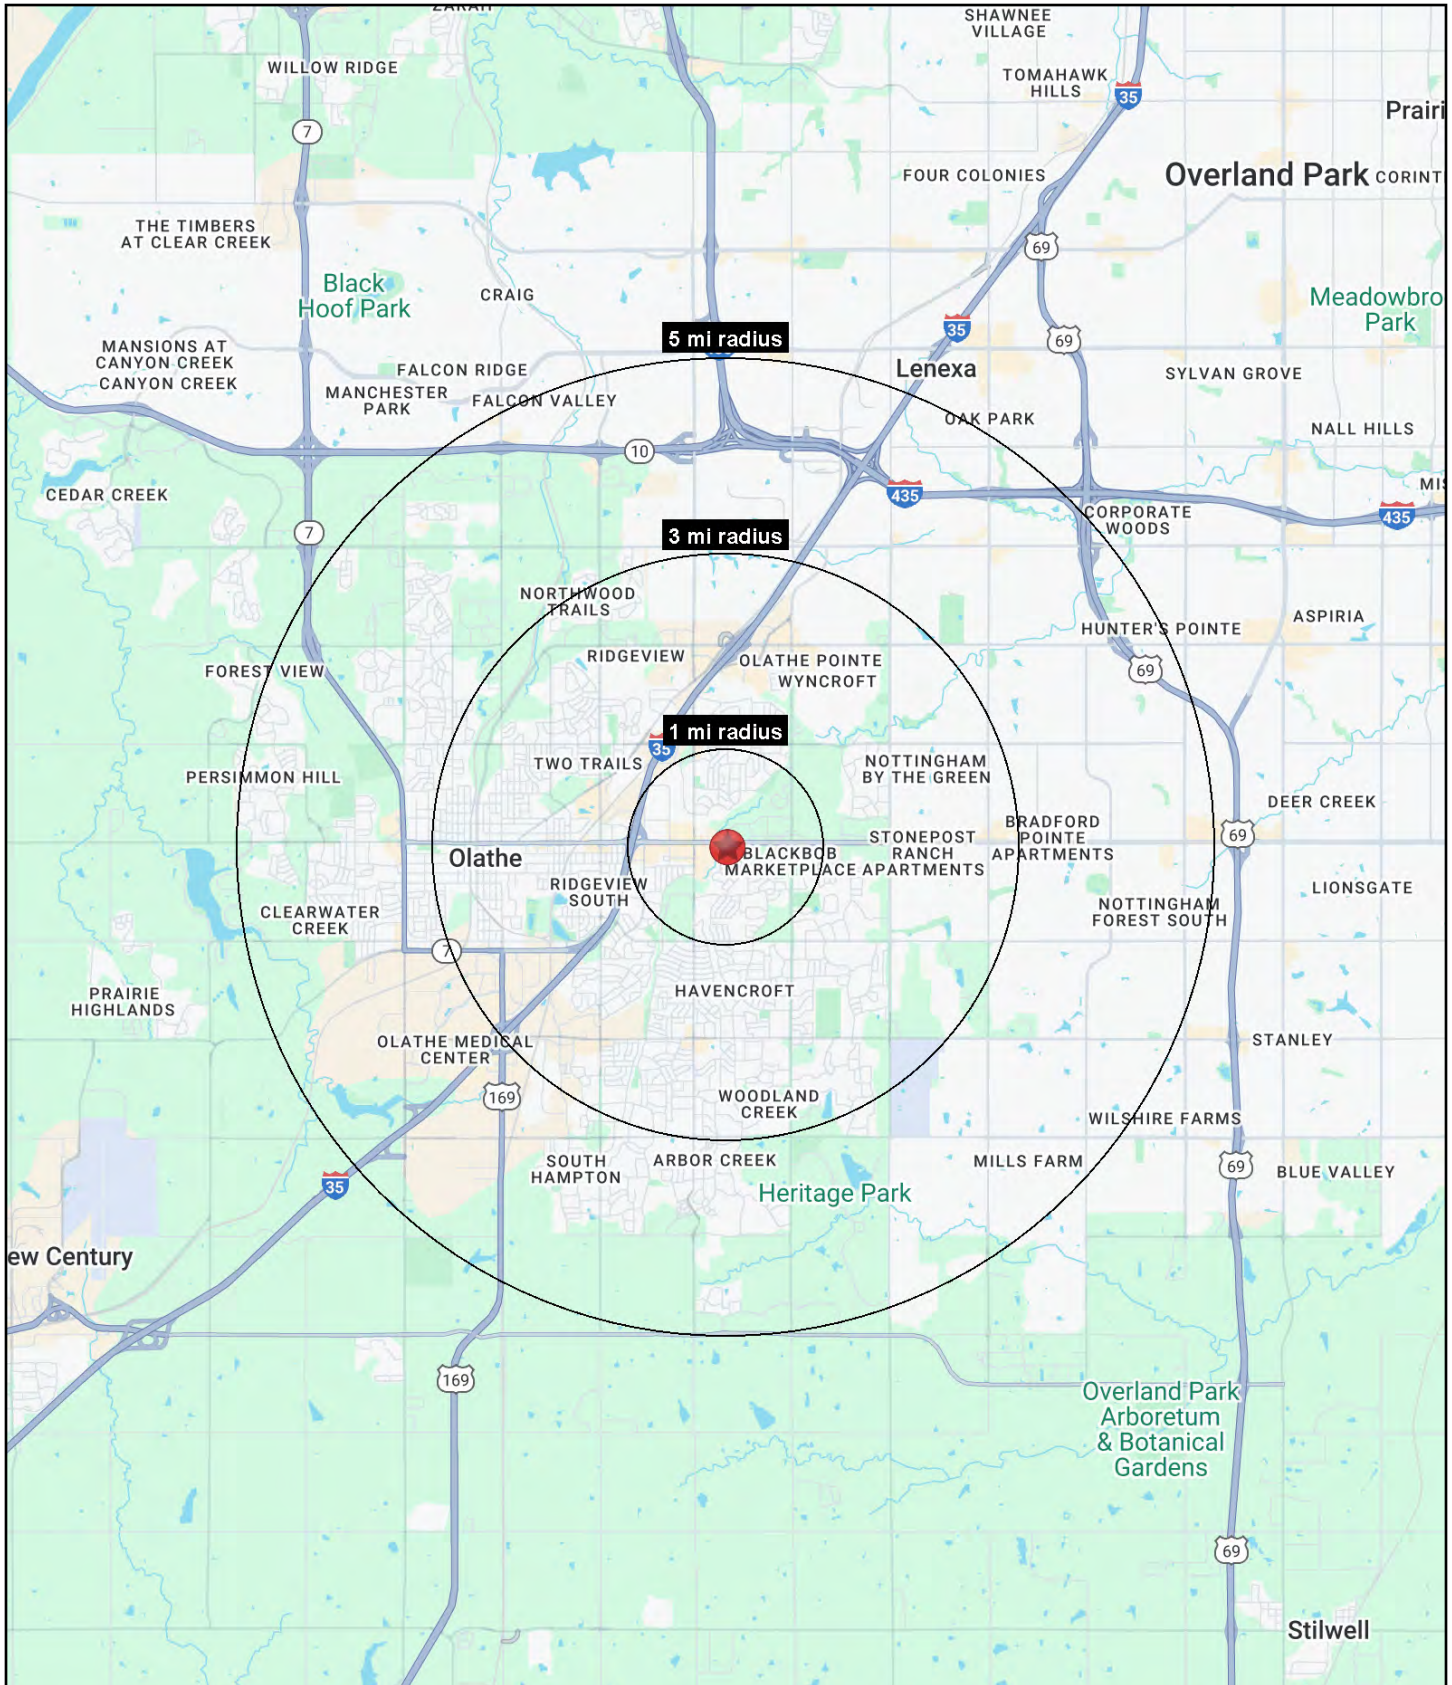 ZARAH
SHAWNEE
VILLAGE
WILLOW RIDGE
TOMAHAWK
HILLS
35
Prairi
7
FOUR COLONIES
Overland Park
CORINT
THE TIMBERS
AT CLEAR CREEK
69
Black
Hoof Park
CRAIG
Meadowbro
Park
5 mi radius
35
69
MANSIONS AT
CANYON CREEK
CANYON CREEK
FALCON RIDGE
Lenexa
SYLVAN GROVE
MANCHESTER
PARK
FALCON VALLEY
OAK PARK
NALL HILLS
10
CEDAR CREEK
435
MIS
CORPORATE
WOODS
435
7
3 mi radius
NORTHWOOD
TRAILS
ASPIRIA
HUNTER'S POINTE
RIDGEVIEW
OLATHE POINTE
WYNCROFT
FOREST VIEW
69
1 mi radius
35
TWO TRAILS
NOTTINGHAM
BY THE GREEN
PERSIMMON HILL
DEER CREEK
BRADFORD
POINTE
APARTMENTS
69
STONEPOST
RANCH
APARTMENTS
Olathe
BLACKBOB
MARKETPLACE
RIDGEVIEW
SOUTH
LIONSGATE
CLEARWATER
CREEK
NOTTINGHAM
FOREST SOUTH
7
PRAIRIE
HIGHLANDS
HAVENCROFT
OLATHE MEDICAL
CENTER
STANLEY
169
WOODLAND
CREEK
WILSHIRE FARMS
SOUTH
HAMPTON
ARBOR CREEK
MILLS FARM
69
BLUE VALLEY
35
Heritage Park
ew Century
169
Overland Park
Arboretum
& Botanical
Gardens
69
Stilwell